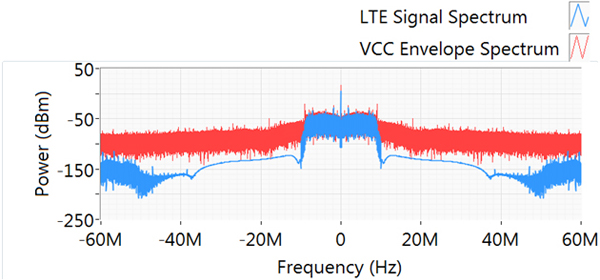 LTE Signal Spectrum
VCC Envelope Spectrum
50
-50
-150
-250
Power (dBm)
-60M -40M -20M 0 20M 40M 60M
Frequency (Hz)